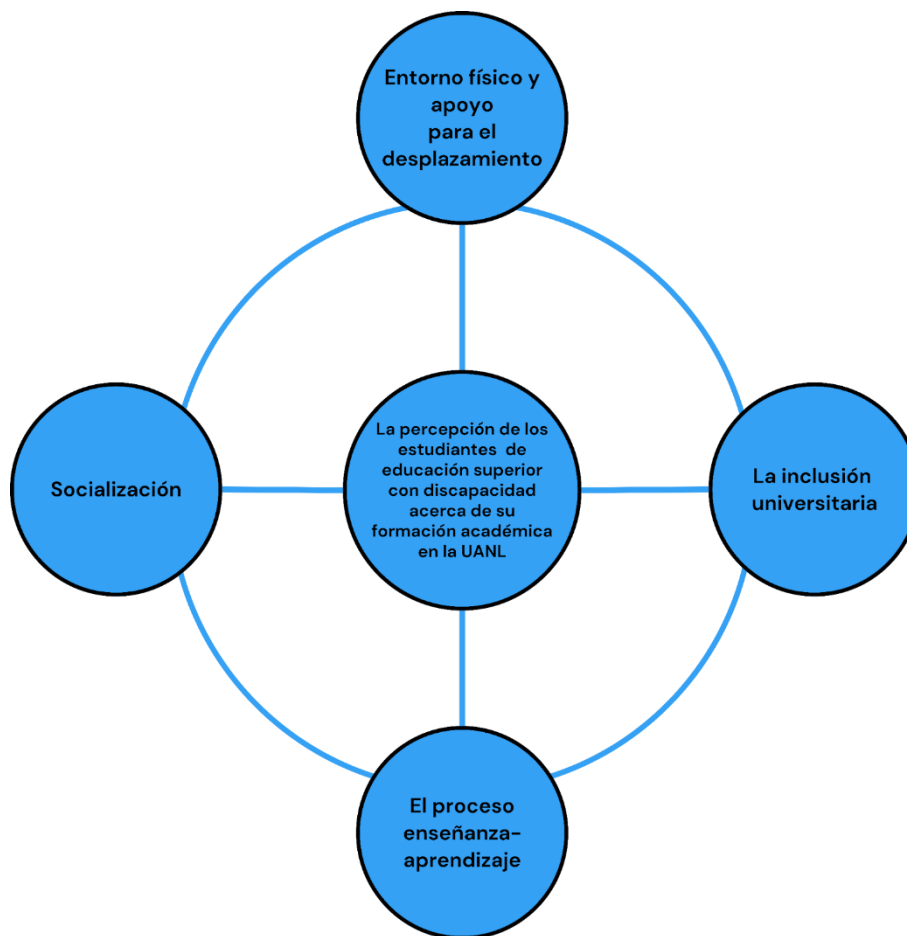 Entorno físico y
apoyo
para el
desplazamiento
Socialización
La percepción de los
estudiantes de
educación superior
con discapacidad
acerca de su
formación académica
en la UANL
La inclusión
universitaria
El proceso
enseñanza-
aprendizaje